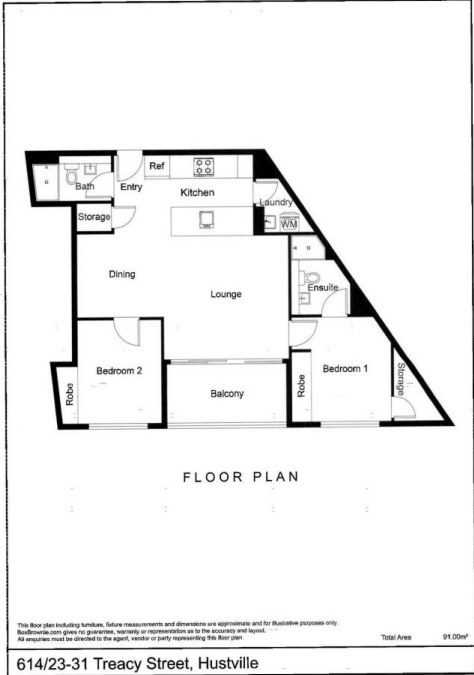 Ref
Bath
Entry
Kitchen
Laundry
WM
Storage
Dining
Lounge
Ensuite
Bedroom 2
Robe
Balcony
Robe
Bedroom 1
Storage
FLOOR PLAN
This floor plan including furniture, fixture measurements and dimensions are approximate and for illustrative purposes only.
BoxBrownie.com gives no guarantee, warranty or representation as to the accuracy and layout.
All enquiries must be directed to the agent, vendor or party representing this floor plan.
Total Area 91.00m²
614/23-31 Treacy Street, Hustville